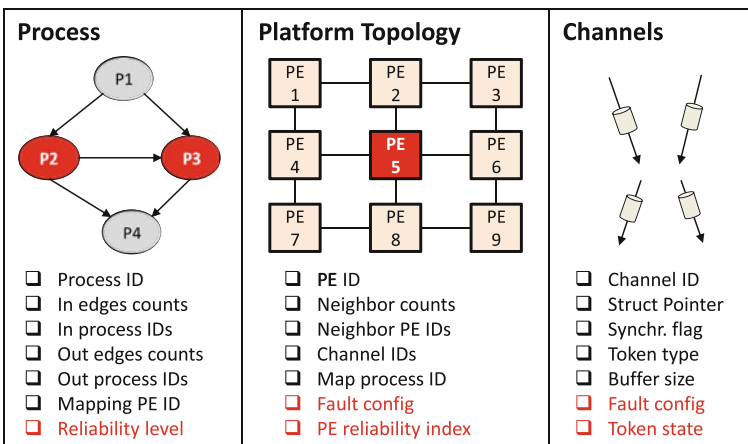 Process
P1
P2
P3
P4
❑ Process ID
❑ In edges counts
❑ In process IDs
❑ Out edges counts
❑ Out process IDs
❑ Mapping PE ID
❑ Reliability level
Platform Topology
PE
1
PE
2
PE
3
PE
4
PE
5
PE
6
PE
7
PE
8
PE
9
❑ PE ID
❑ Neighbor counts
❑ Neighbor PE IDs
❑ Channel IDs
❑ Map process ID
❑ Fault config
❑ PE reliability index
Channels
❑ Channel ID
❑ Struct Pointer
❑ Synchr. flag
❑ Token type
❑ Buffer size
❑ Fault config
❑ Token state